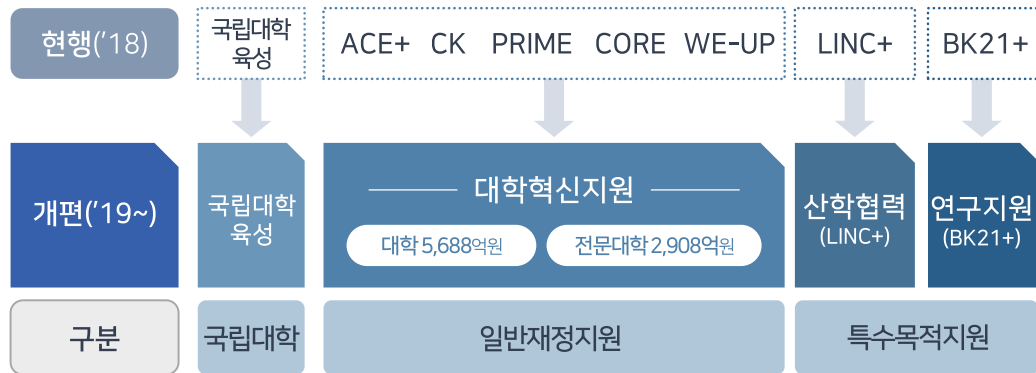 현행('18)
국립대학
육성
ACE+ CK PRIME CORE WE-UP
LINC+
BK21+
개편('19~)
국립대학
육성
대학혁신지원
대학 5,688억원
전문대학 2,908억원
산학협력
(LINC+)
연구지원
(BK21+)
구분
국립대학
일반재정지원
특수목적지원